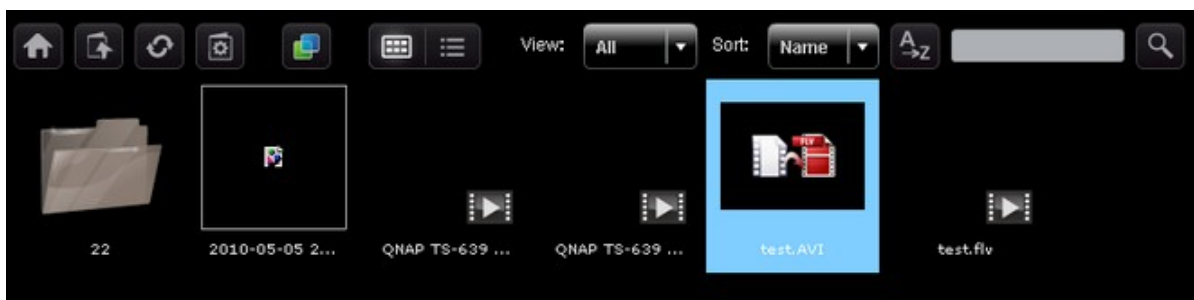 View: All Sort: Name A→Z
FLV
22 2010-05-05 2... QNAP TS-639 ... QNAP TS-639 ... test.AVI test.flv